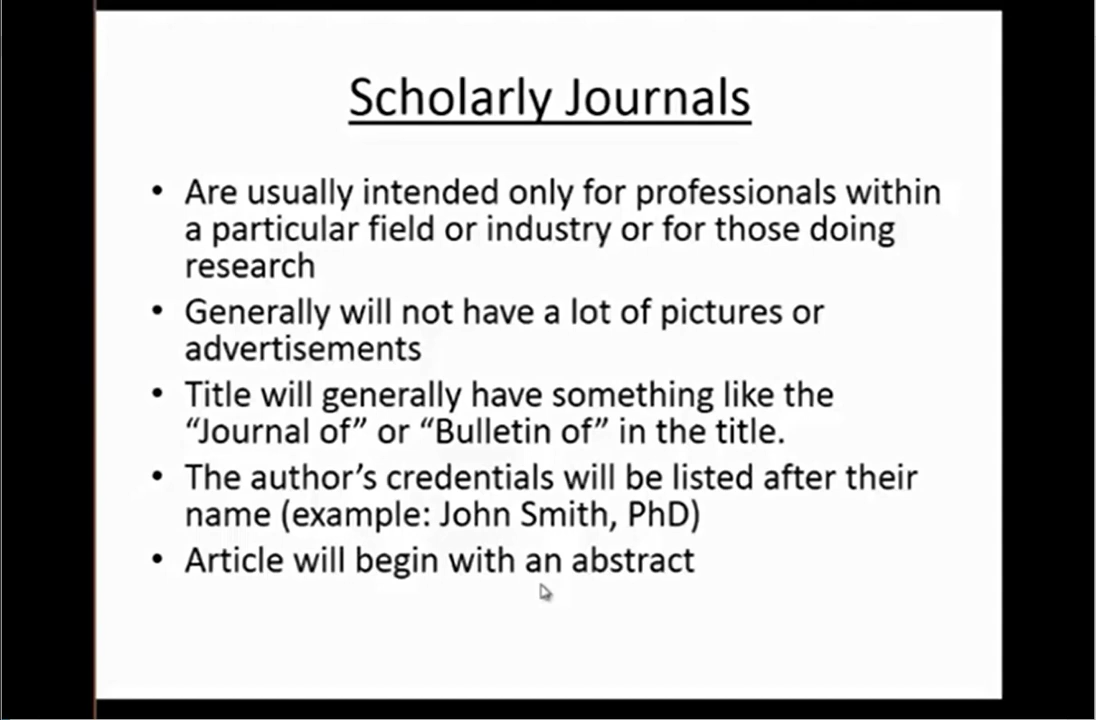 Scholarly Journals
• Are usually intended only for professionals within
a particular field or industry or for those doing
research
• Generally will not have a lot of pictures or
advertisements
• Title will generally have something like the
“Journal of” or “Bulletin of” in the title.
• The author’s credentials will be listed after their
name (example: John Smith, PhD)
• Article will begin with an abstract